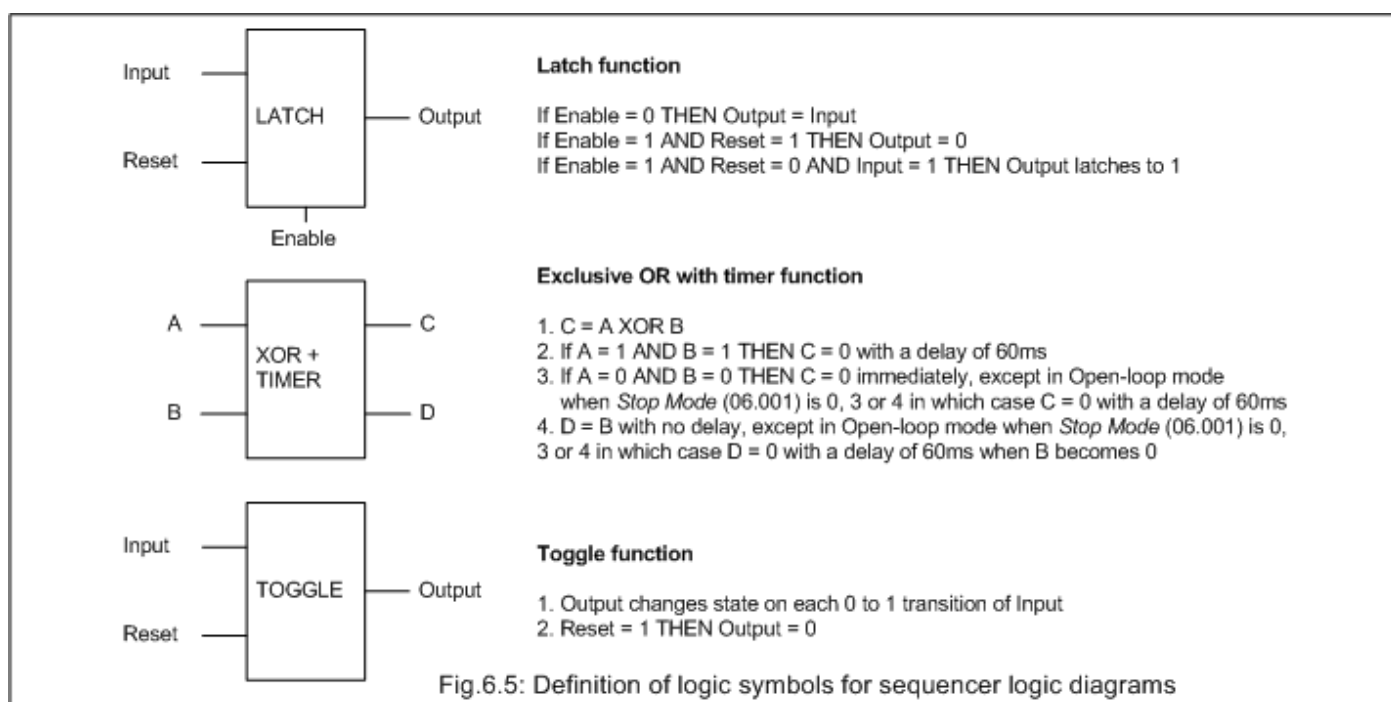 Input
LATCH
Output
Reset
Enable
Latch function
If Enable = 0 THEN Output = Input
If Enable = 1 AND Reset = 1 THEN Output = 0
If Enable = 1 AND Reset = 0 AND Input = 1 THEN Output latches to 1
A
C
XOR +
TIMER
B
D
Exclusive OR with timer function
1. C = A XOR B
2. If A = 1 AND B = 1 THEN C = 0 with a delay of 60ms
3. If A = 0 AND B = 0 THEN C = 0 immediately, except in Open-loop mode
when Stop Mode (06.001) is 0, 3 or 4 in which case C = 0 with a delay of 60ms
4. D = B with no delay, except in Open-loop mode when Stop Mode (06.001) is 0,
3 or 4 in which case D = 0 with a delay of 60ms when B becomes 0
Input
TOGGLE
Output
Reset
Toggle function
1. Output changes state on each 0 to 1 transition of Input
2. Reset = 1 THEN Output = 0
Fig.6.5: Definition of logic symbols for sequencer logic diagrams